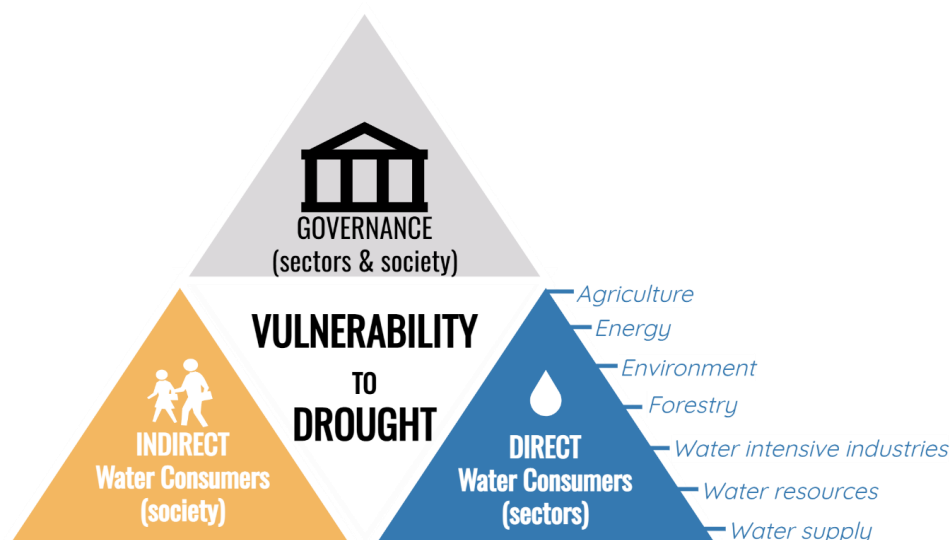 GOVERNANCE
(sectors & society)
VULNERABILITY
TO
DROUGHT
INDIRECT
Water Consumers
(society)
DIRECT
Water Consumers
(sectors)
Agriculture
Energy
Environment
Forestry
Water intensive industries
Water resources
Water supply